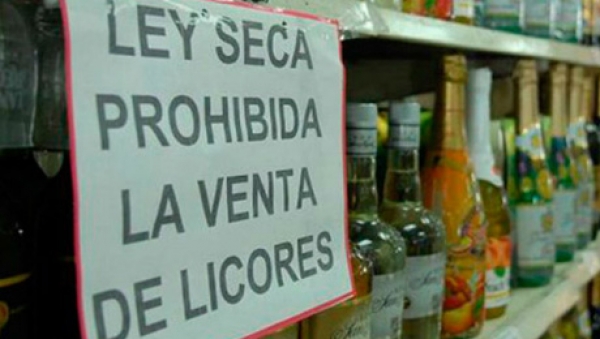 LEY SECA
PROHIBIDA
LA VENTA
DE LICORES